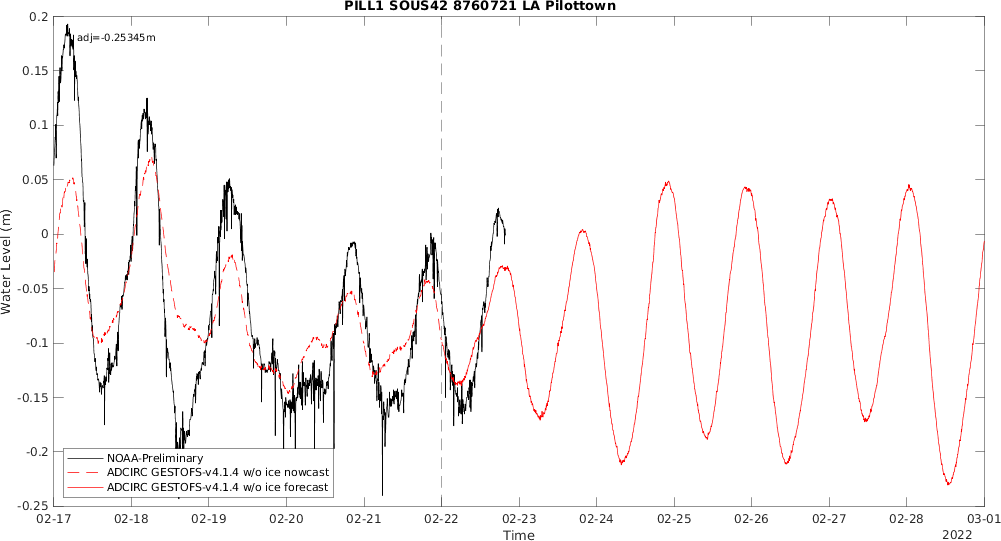 PILL1 SOUS42 8760721 LA Pilottown
adj=-0.25345m
0.2
0.15
0.1
0.05
0
-0.05
-0.1
-0.15
-0.2
-0.25
Water Level (m)
NOAA-Preliminary
ADCIRC GESTOFS-v4.1.4 w/o ice nowcast
ADCIRC GESTOFS-v4.1.4 w/o ice forecast
02-17 02-18 02-19 02-20 02-21 02-22 02-23 02-24 02-25 02-26 02-27 02-28 03-01
Time
2022